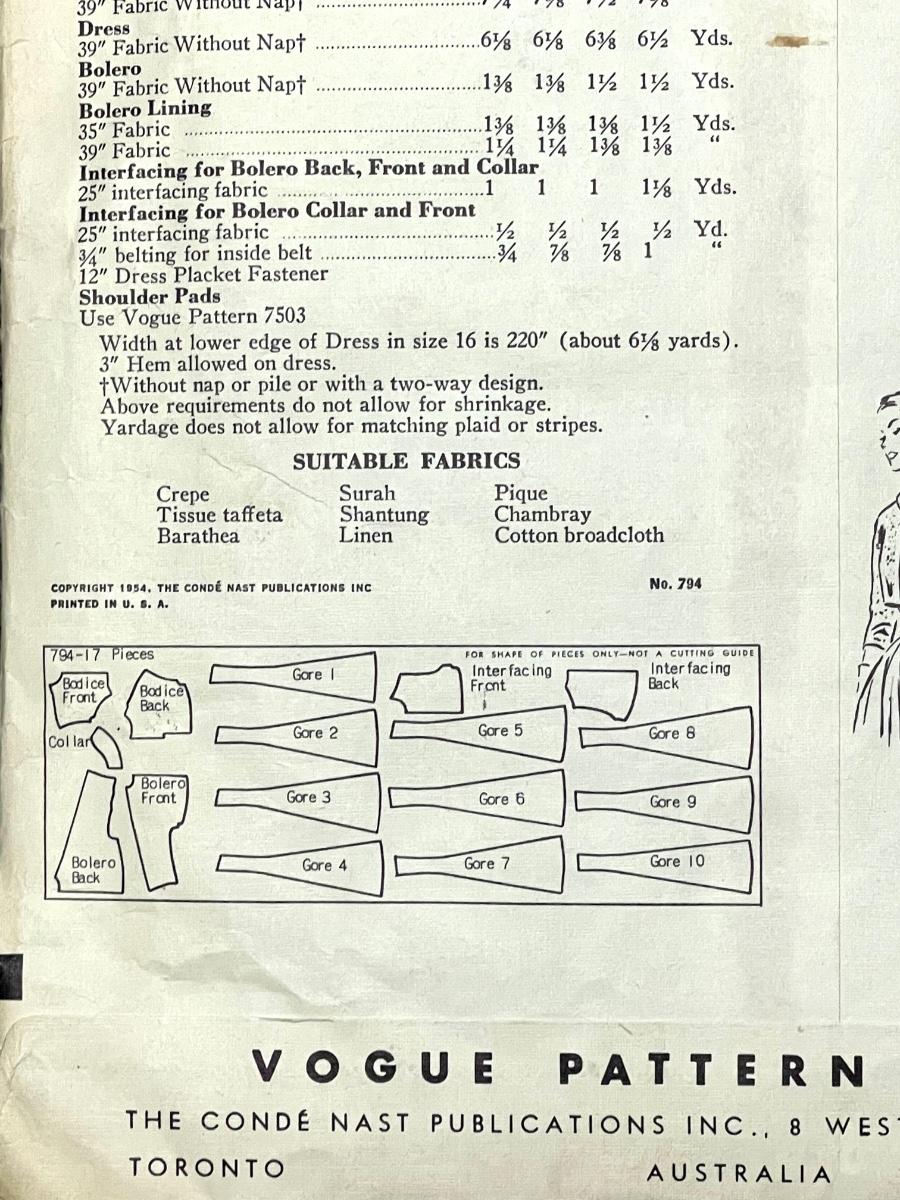 39″ Fabric Without Nap†
Dress
39″ Fabric Without Nap† ........................6⅛ 6⅛ 6⅜ 6½ Yds.
Bolero
39″ Fabric Without Nap† ........................1⅜ 1⅜ 1½ 1½ Yds.
Bolero Lining
35″ Fabric ........................1⅜ 1⅜ 1⅜ 1½ Yds.
39″ Fabric ........................1¼ 1¼ 1⅜ 1⅜ “
Interfacing for Bolero Back, Front and Collar
25″ interfacing fabric ........................1 1 1 1⅛ Yds.
Interfacing for Bolero Collar and Front
25″ interfacing fabric ........................½ ½ ½ ½ Yd.
¾″ belting for inside belt ........................¾ ⅞ ⅞ 1 “
12″ Dress Placket Fastener
Shoulder Pads
Use Vogue Pattern 7503
Width at lower edge of Dress in size 16 is 220″ (about 6⅛ yards).
3″ Hem allowed on dress.
†Without nap or pile or with a two-way design.
Above requirements do not allow for shrinkage.
Yardage does not allow for matching plaid or stripes.
SUITABLE FABRICS
Crepe Surah Pique
Tissue taffeta Shantung Chambray
Barathea Linen Cotton broadcloth
COPYRIGHT 1954, THE CONDÉ NAST PUBLICATIONS INC No. 794
PRINTED IN U. S. A.
794-17 Pieces FOR SHAPE OF PIECES ONLY—NOT A CUTTING GUIDE
Bodice
Front
Bodice
Back
Collar
Bolero
Front
Bolero
Back
Gore 1
Gore 2
Gore 3
Gore 4
Interfacing
Front
Gore 5
Gore 6
Gore 7
Interfacing
Back
Gore 8
Gore 9
Gore 10
VOGUE PATTERN
THE CONDÉ NAST PUBLICATIONS INC., 8 WES
TORONTO AUSTRALIA